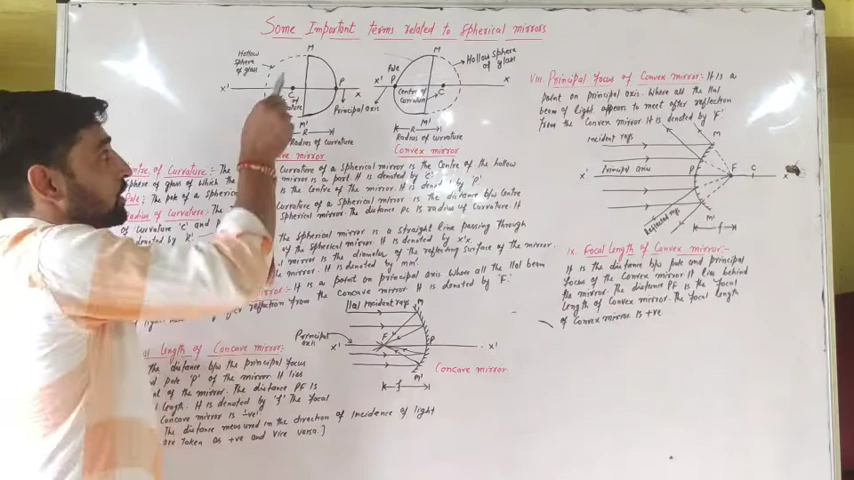 Some Important terms related to spherical mirrors
Hollow
sphere
of glass
M
X'
C
P
X
M'
Principal axis
R
Radius of curvature
Pole
X'
P
M
Centre of
Curvature
C
Hollow sphere
of glass
X
M'
R
Radius of curvature
mirror
Convex mirror
Centre of Curvature :- The
curvature of a spherical mirror is the centre of the hollow
sphere of glass of which the
mirror is a part. It is denoted by 'c'
Pole :- The pole of a spherical
is the centre of the mirror. It is denoted by 'P'
Radius of Curvature :- The
curvature of a spherical mirror is the distance b/w centre
of curvature 'c' and p
spherical mirror. The distance PC is radius of curvature. It
denoted by 'R'
the spherical mirror is a straight line passing through
of the spherical mirror. It is denoted by x'x.
mirror is the diameter of the reflecting surface of the mirror.
the mirror. It is denoted by MM'
mirror :- It is a point on principal axis where all the llal beam
reflection from the concave mirror. It is denoted by 'F'.
llal incident rays
M
Principal
axis
X'
F
P
X'
M'
f
Concave mirror
length of Concave mirror :-
the distance b/w the principal focus
pole 'P' of the mirror. It lies
of the mirror. The distance PF is
length. It is denoted by 'f'. The focal
Concave mirror is -ve
The distance measured in the direction of incidence of light
are taken as +ve and vice versa.]
viii. Principal focus of Convex mirror :- It is a
point on principal axis. Where all the llal
beam of light appears to meet after reflection
from the Convex mirror. It is denoted by 'F'.
incident rays
M
Principal axis
X'
P
F
C
X
Reflected rays
M'
f
ix. Focal length of Convex mirror :-
It is the distance b/w pole and principal
focus of the Convex mirror. It lies behind
the mirror. The distance PF is the focal
length of Convex mirror. The focal length
of Convex mirror is +ve